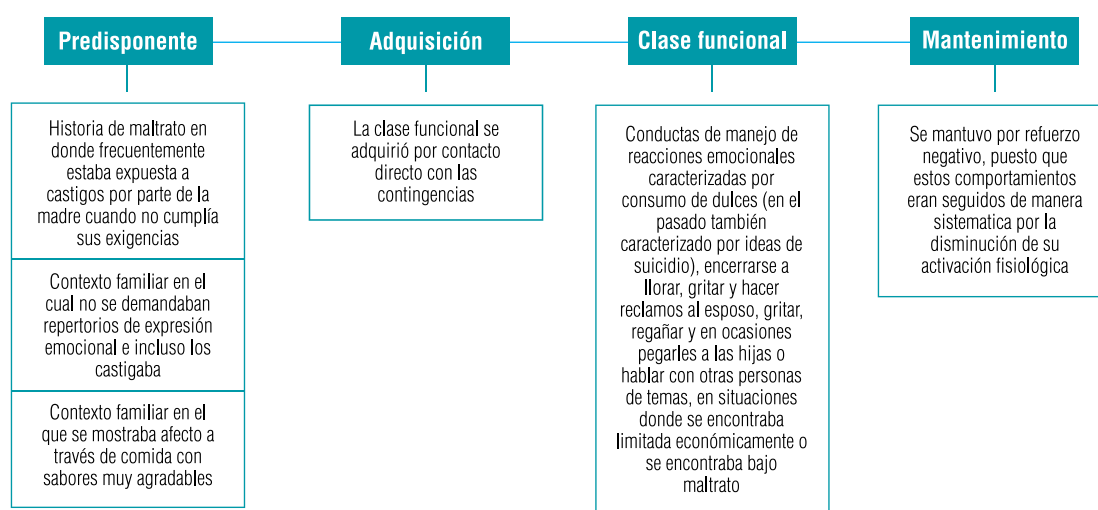 Predisponente
Historia de maltrato en
donde frecuentemente
estaba expuesta a
castigos por parte de la
madre cuando no cumplía
sus exigencias
Contexto familiar en el
cual no se demandaban
repertorios de expresión
emocional e incluso los
castigaba
Contexto familiar en el
que se mostraba afecto a
través de comida con
sabores muy agradables
Adquisición
La clase funcional se
adquirió por contacto
directo con las
contingencias
Clase funcional
Conductas de manejo de
reacciones emocionales
caracterizadas por
consumo de dulces (en el
pasado también
caracterizado por ideas de
suicidio), encerrarse a
llorar, gritar y hacer
reclamos al esposo, gritar,
regañar y en ocasiones
pegarles a las hijas o
hablar con otras personas
de temas, en situaciones
donde se encontraba
limitada económicamente o
se encontraba bajo
maltrato
Mantenimiento
Se mantuvo por refuerzo
negativo, puesto que
estos comportamientos
eran seguidos de manera
sistematica por la
disminución de su
activación fisiológica